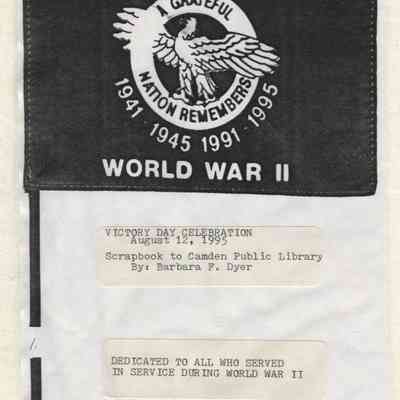 A GRATEFUL
NATION REMEMBERS
1941 · 1945 1991 · 1995
WORLD WAR II
VICTORY DAY CELEBRATION
August 12, 1995
Scrapbook to Camden Public Library
By: Barbara F. Dyer
DEDICATED TO ALL WHO SERVED
IN SERVICE DURING WORLD WAR II